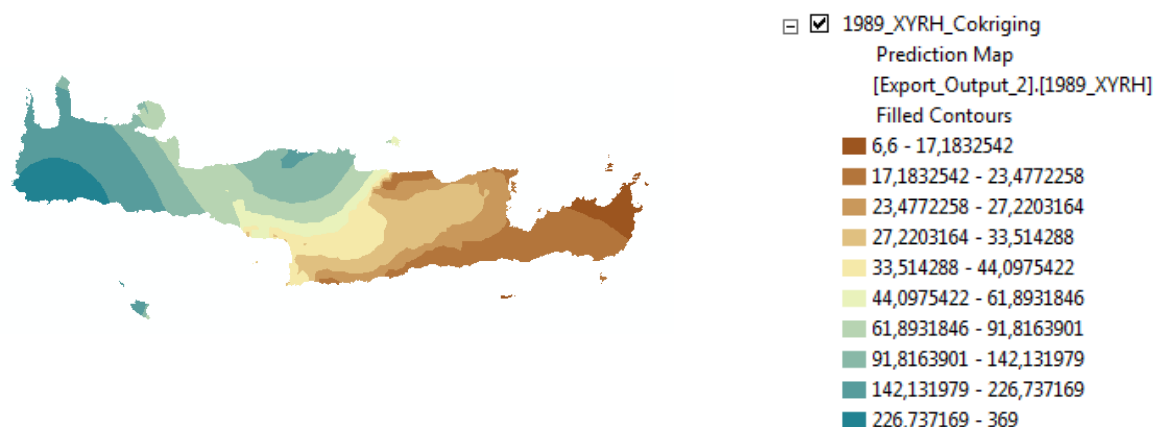 1989_XYRH_Cokriging
Prediction Map
[Export_Output_2].[1989_XYRH]
Filled Contours
6,6 - 17,1832542
17,1832542 - 23,4772258
23,4772258 - 27,2203164
27,2203164 - 33,514288
33,514288 - 44,0975422
44,0975422 - 61,8931846
61,8931846 - 91,8163901
91,8163901 - 142,131979
142,131979 - 226,737169
226,737169 - 369